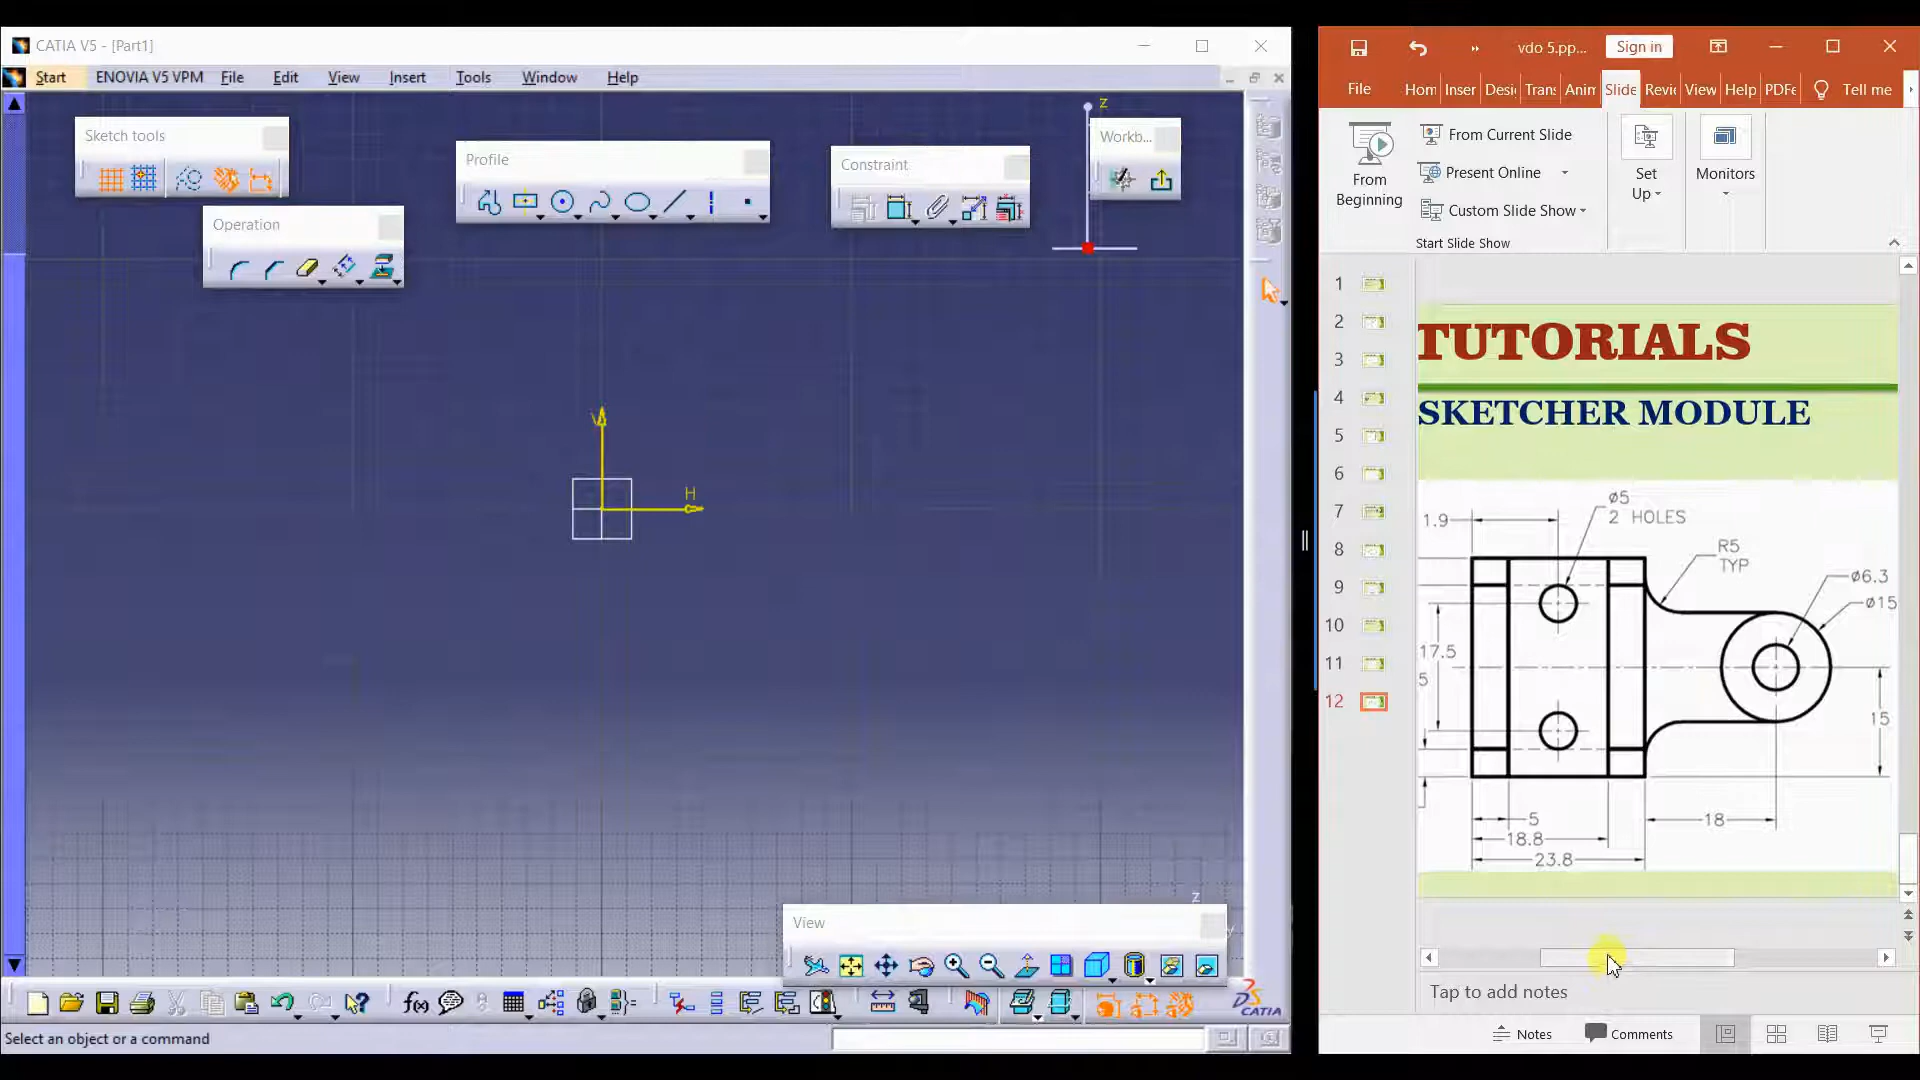 CATIA V5 - [Part1]
Start ENOVIA V5 VPM File Edit View Insert Tools Window Help
Sketch tools
Operation
Profile
Constraint
Workb...
z
V
H
z
View
f(x)
CATIA
Select an object or a command
vdo 5.pp... Sign in
File Hom Inser Desi Tran Anim Slide Revi View Help PDFe Tell me
From Beginning
From Current Slide
Present Online
Custom Slide Show
Start Slide Show
Set Up
Monitors
1
2
3
4
5
6
7
8
9
10
11
12
TUTORIALS
SKETCHER MODULE
ø5
2 HOLES
1.9
R5
TYP
ø6.3
ø15
17.5
5
15
5
18
18.8
23.8
Tap to add notes
Notes Comments